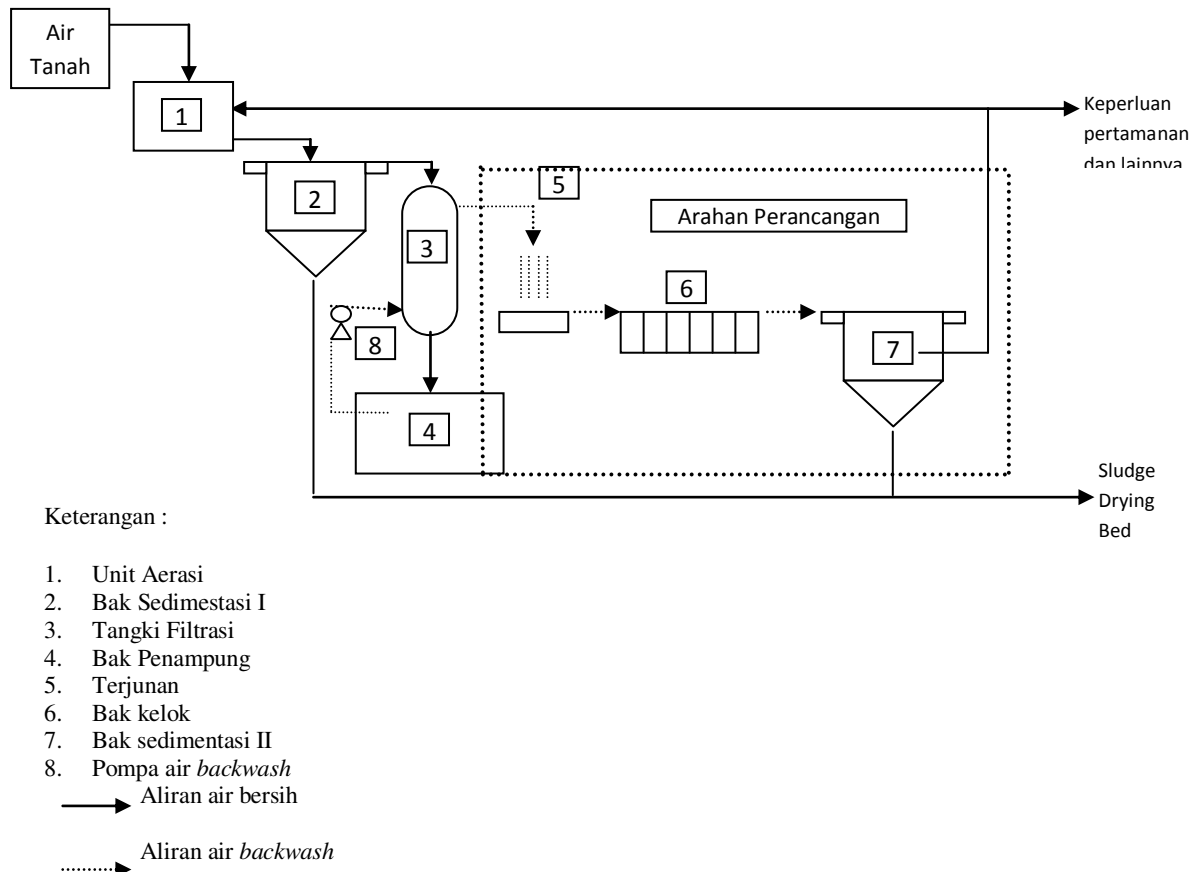 Air
Tanah
1
Keperluan
pertamanan
dan lainnya
2
3
5
Arahan Perancangan
6
7
8
4
Sludge
Drying
Bed
Keterangan :
1. Unit Aerasi
2. Bak Sedimestasi I
3. Tangki Filtrasi
4. Bak Penampung
5. Terjunan
6. Bak kelok
7. Bak sedimentasi II
8. Pompa air backwash
Aliran air bersih
Aliran air backwash